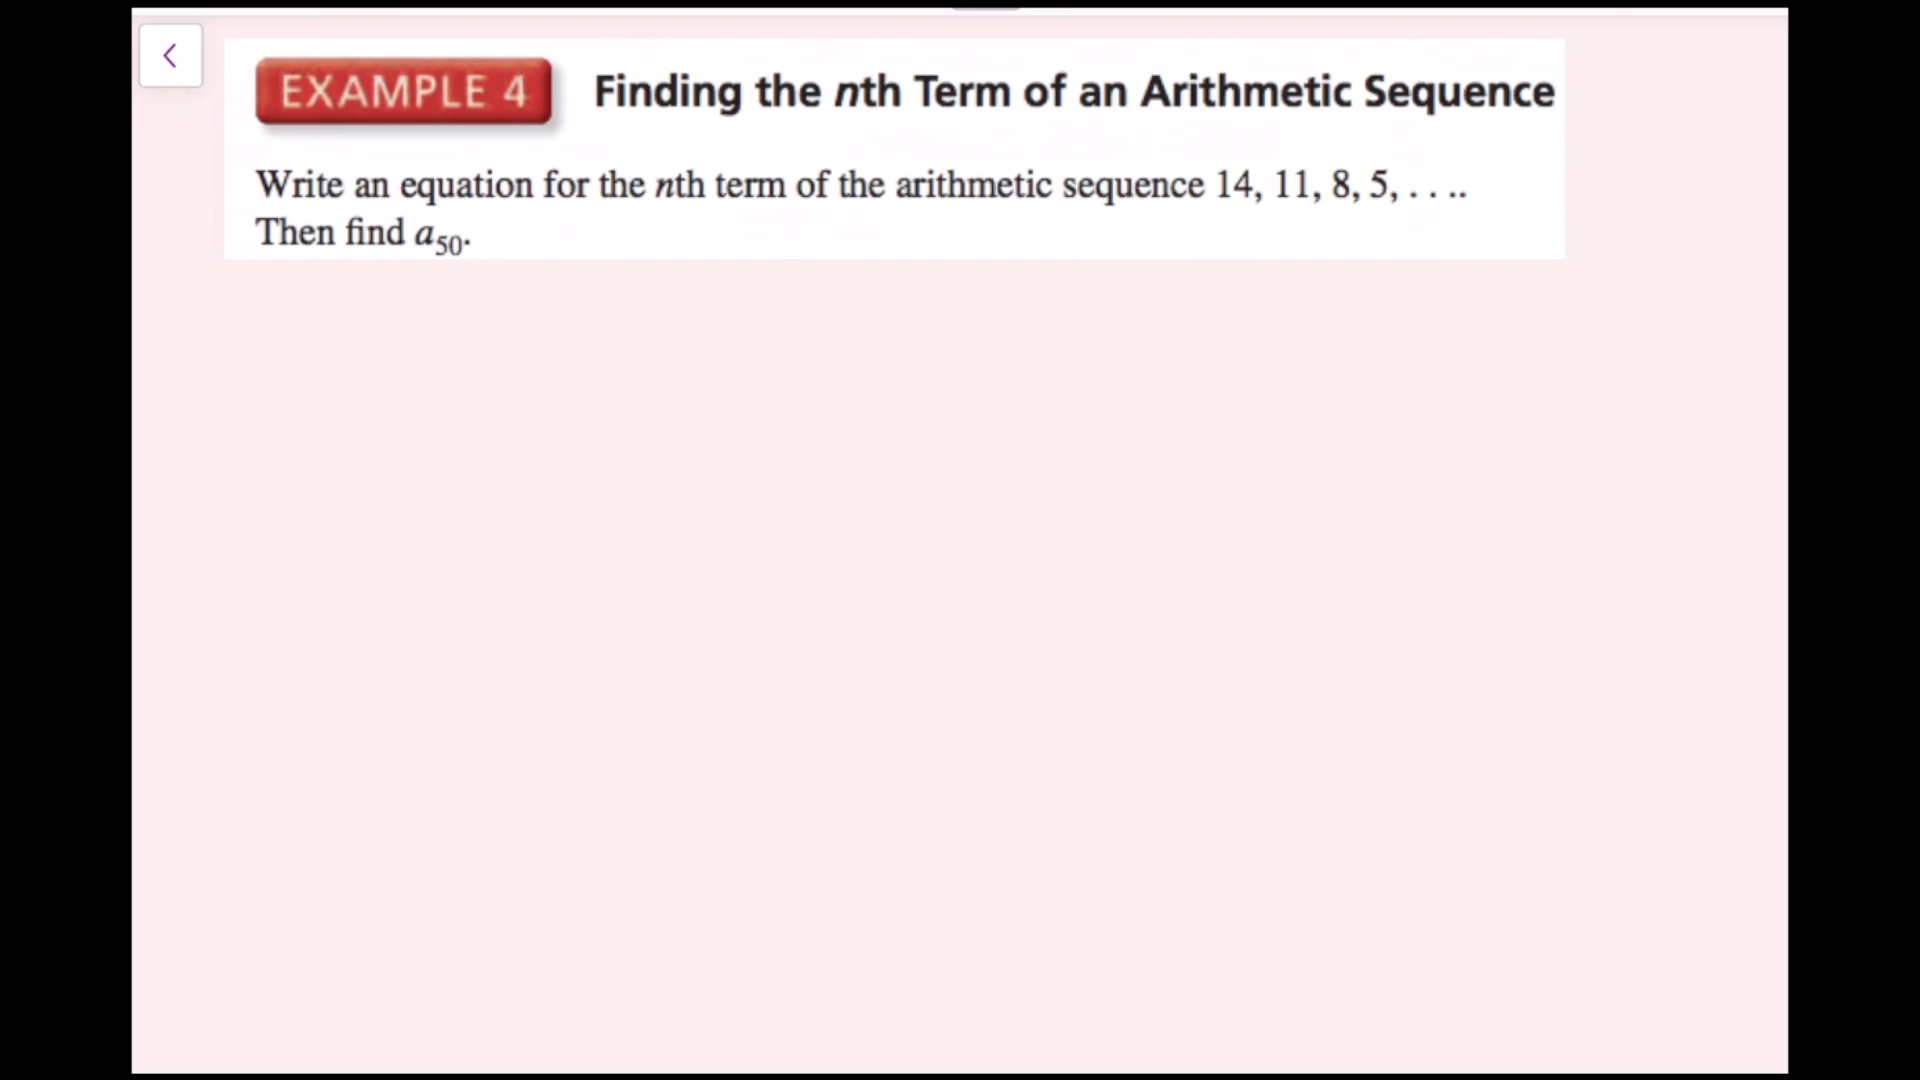 EXAMPLE 4 Finding the nth Term of an Arithmetic Sequence
Write an equation for the nth term of the arithmetic sequence 14, 11, 8, 5, . . . ..
Then find a₅₀.